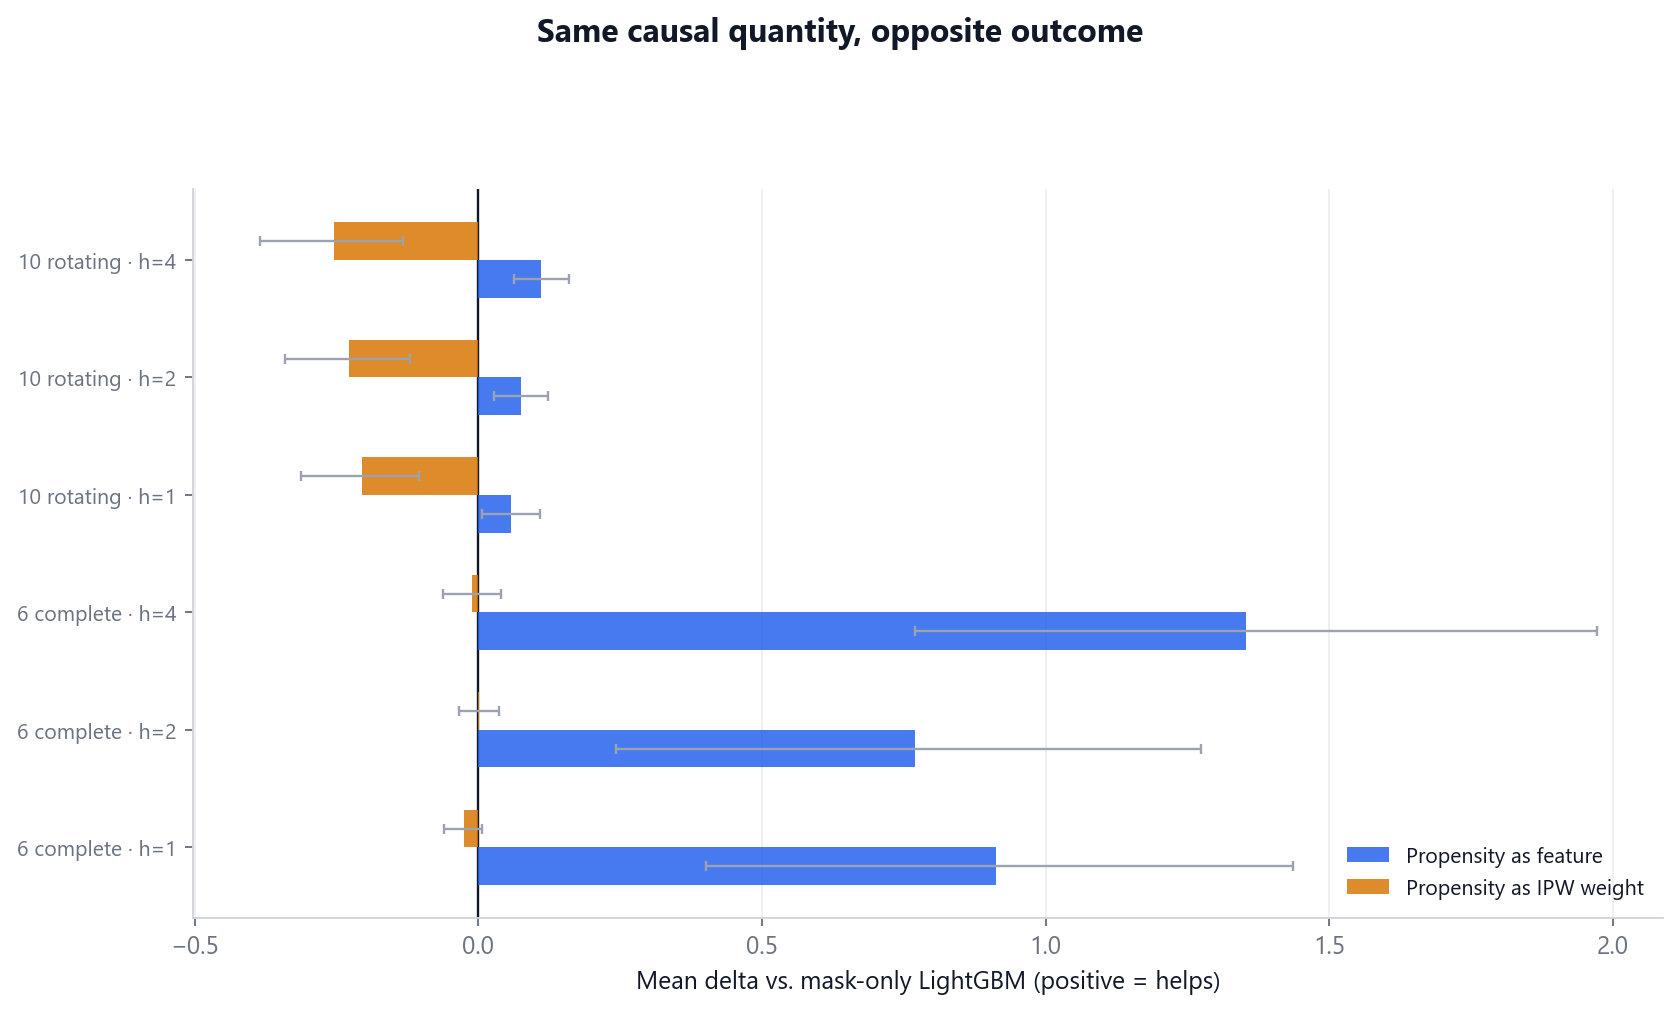 Same causal quantity, opposite outcome
10 rotating · h=4
10 rotating · h=2
10 rotating · h=1
6 complete · h=4
6 complete · h=2
6 complete · h=1
Propensity as feature
Propensity as IPW weight
−0.5 0.0 0.5 1.0 1.5 2.0
Mean delta vs. mask-only LightGBM (positive = helps)